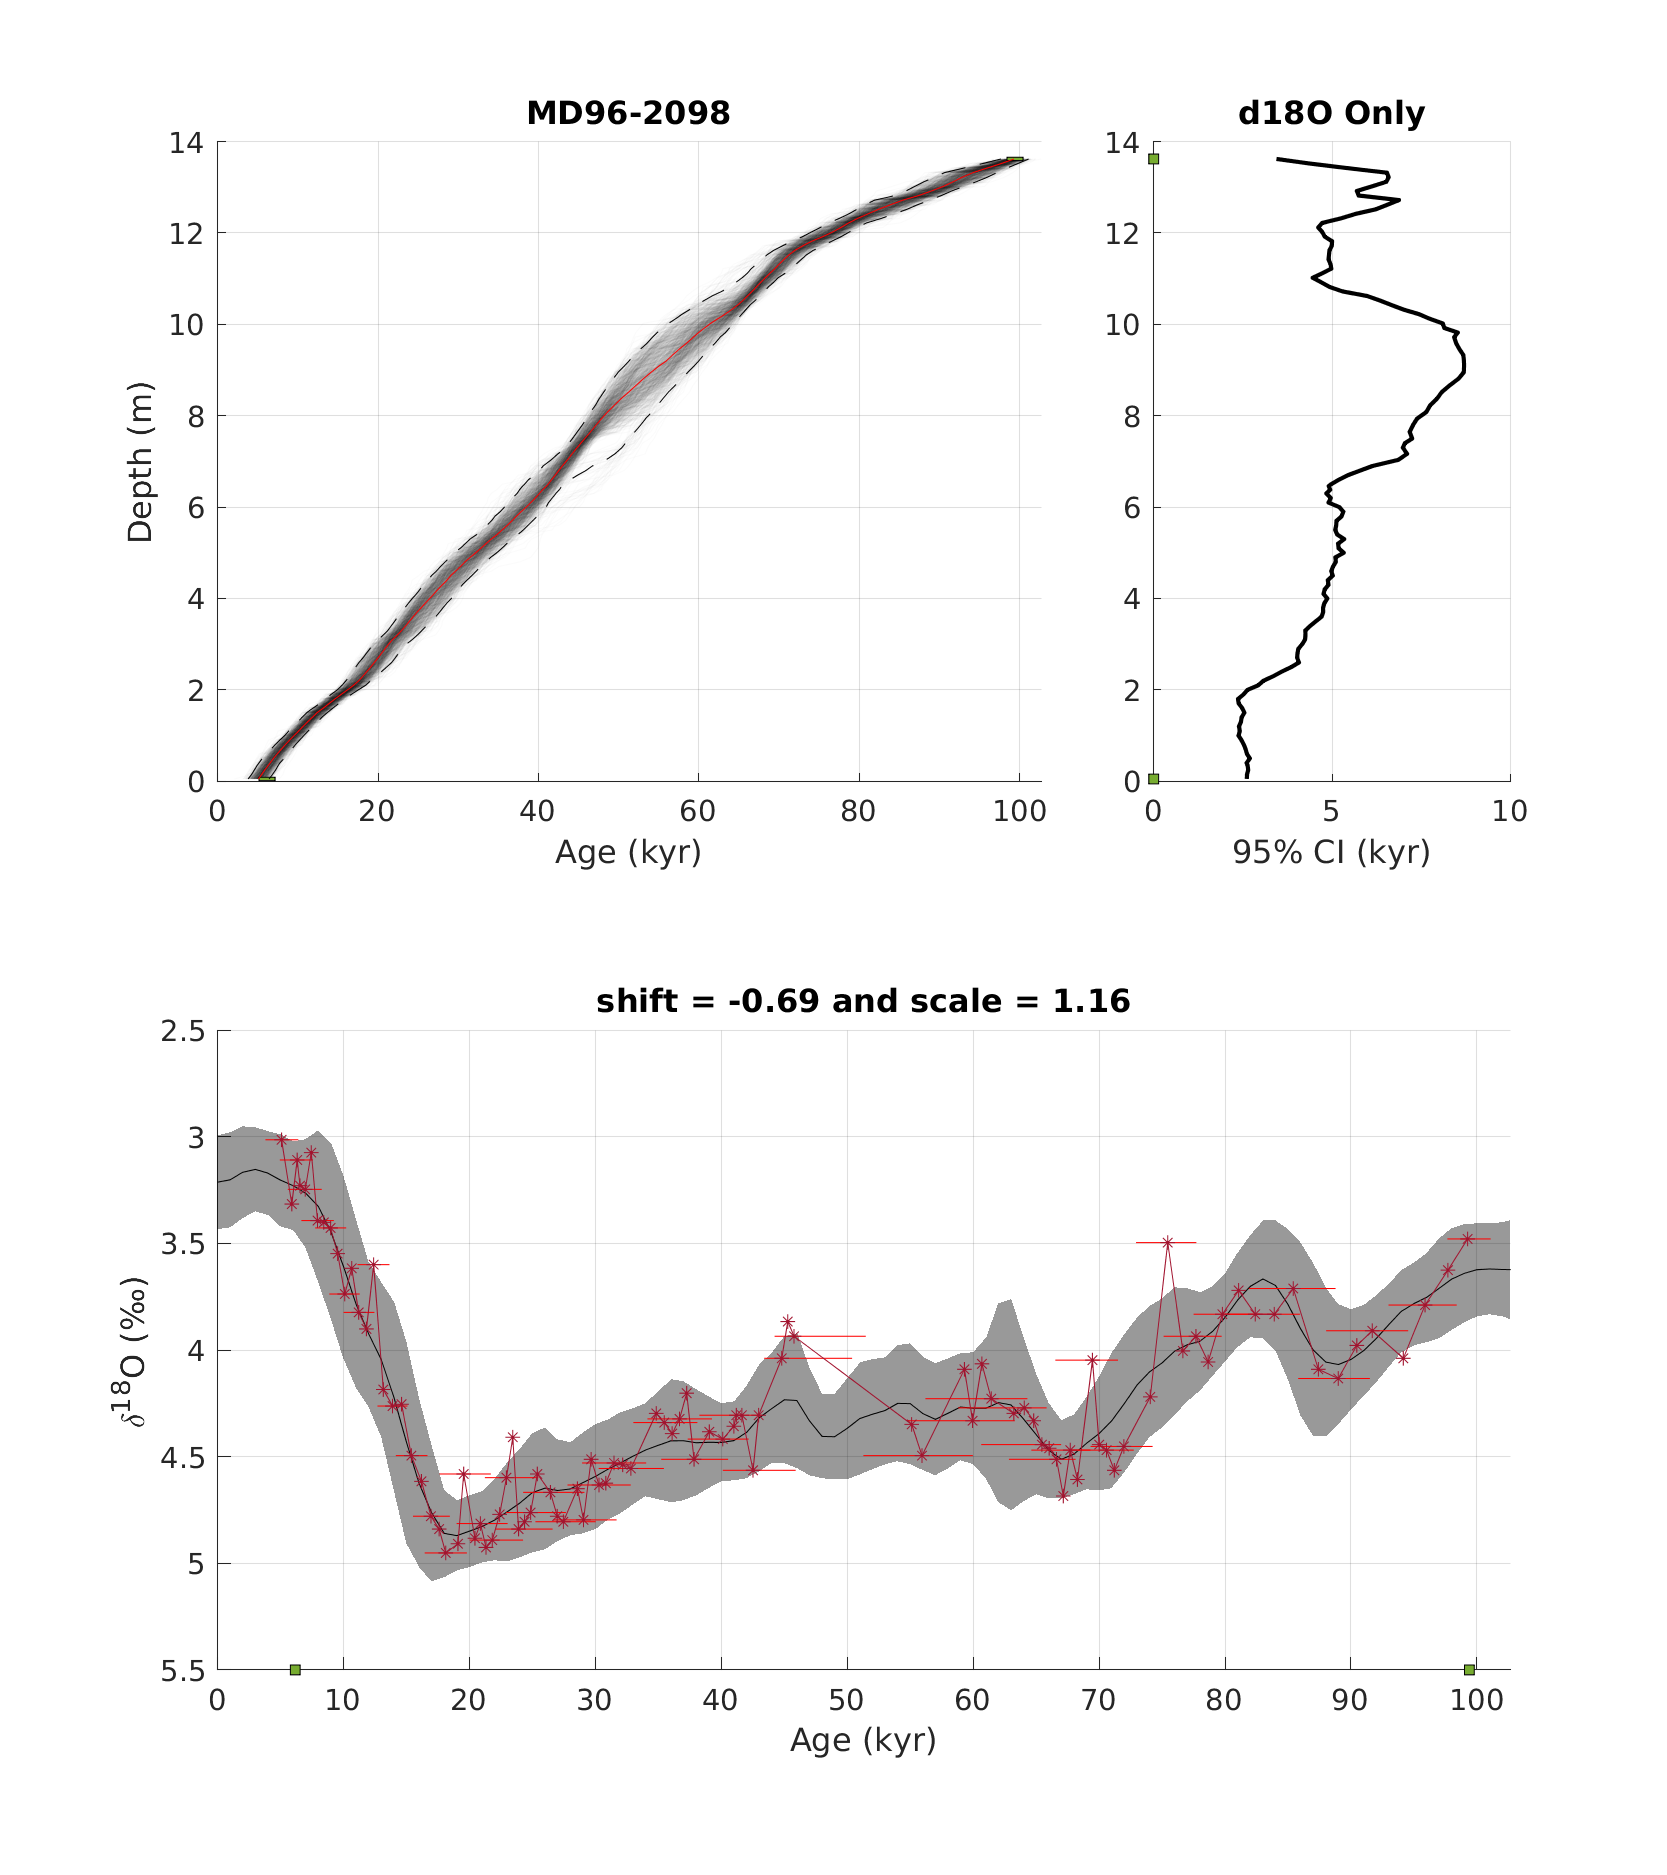 MD96-2098
d18O Only
14
12
10
8
6
4
2
0
Depth (m)
0 20 40 60 80 100
Age (kyr)
14
12
10
8
6
4
2
0
0 5 10
95% CI (kyr)
shift = -0.69 and scale = 1.16
2.5
3
3.5
4
4.5
5
5.5
δ¹⁸O (‰)
0 10 20 30 40 50 60 70 80 90 100
Age (kyr)